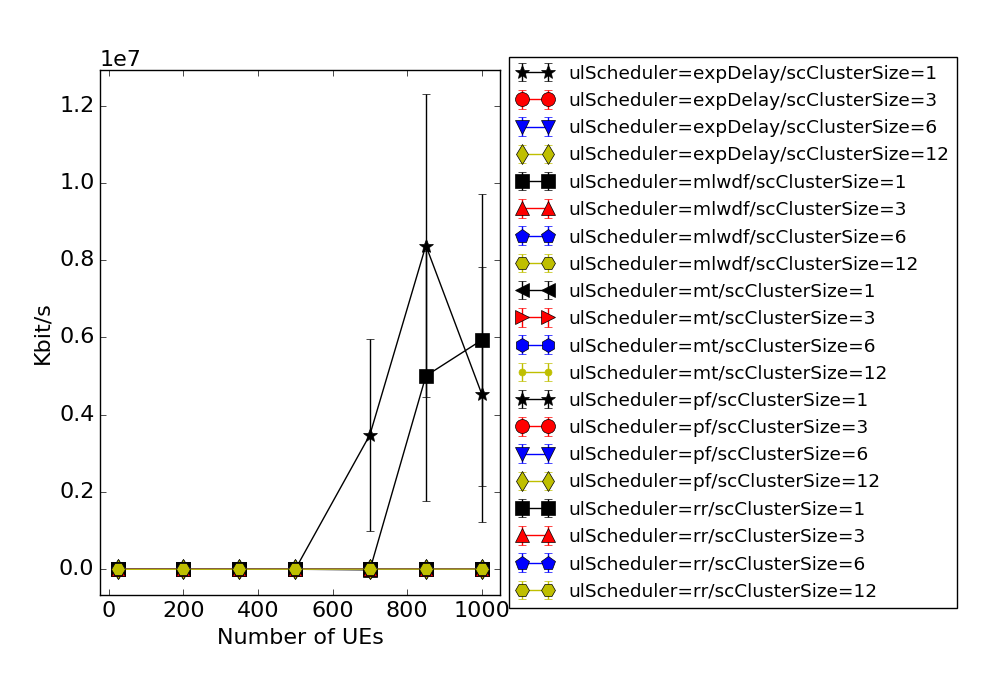 1e7
1.2
1.0
0.8
0.6
0.4
0.2
0.0
Kbit/s
0 200 400 600 800 1000
Number of UEs
ulScheduler=expDelay/scClusterSize=1
ulScheduler=expDelay/scClusterSize=3
ulScheduler=expDelay/scClusterSize=6
ulScheduler=expDelay/scClusterSize=12
ulScheduler=mlwdf/scClusterSize=1
ulScheduler=mlwdf/scClusterSize=3
ulScheduler=mlwdf/scClusterSize=6
ulScheduler=mlwdf/scClusterSize=12
ulScheduler=mt/scClusterSize=1
ulScheduler=mt/scClusterSize=3
ulScheduler=mt/scClusterSize=6
ulScheduler=mt/scClusterSize=12
ulScheduler=pf/scClusterSize=1
ulScheduler=pf/scClusterSize=3
ulScheduler=pf/scClusterSize=6
ulScheduler=pf/scClusterSize=12
ulScheduler=rr/scClusterSize=1
ulScheduler=rr/scClusterSize=3
ulScheduler=rr/scClusterSize=6
ulScheduler=rr/scClusterSize=12